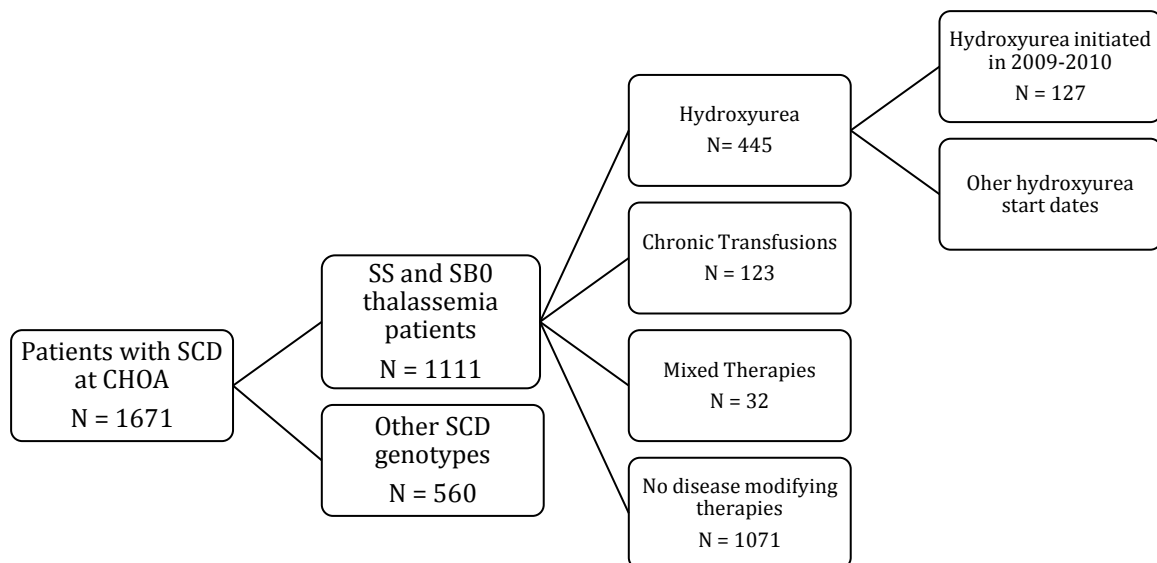 Patients with SCD
at CHOA
N = 1671
SS and SB0
thalassemia
patients
N = 1111
Other SCD
genotypes
N = 560
Hydroxyurea
N= 445
Chronic Transfusions
N = 123
Mixed Therapies
N = 32
No disease modifying
therapies
N = 1071
Hydroxyurea initiated
in 2009-2010
N = 127
Oher hydroxyurea
start dates